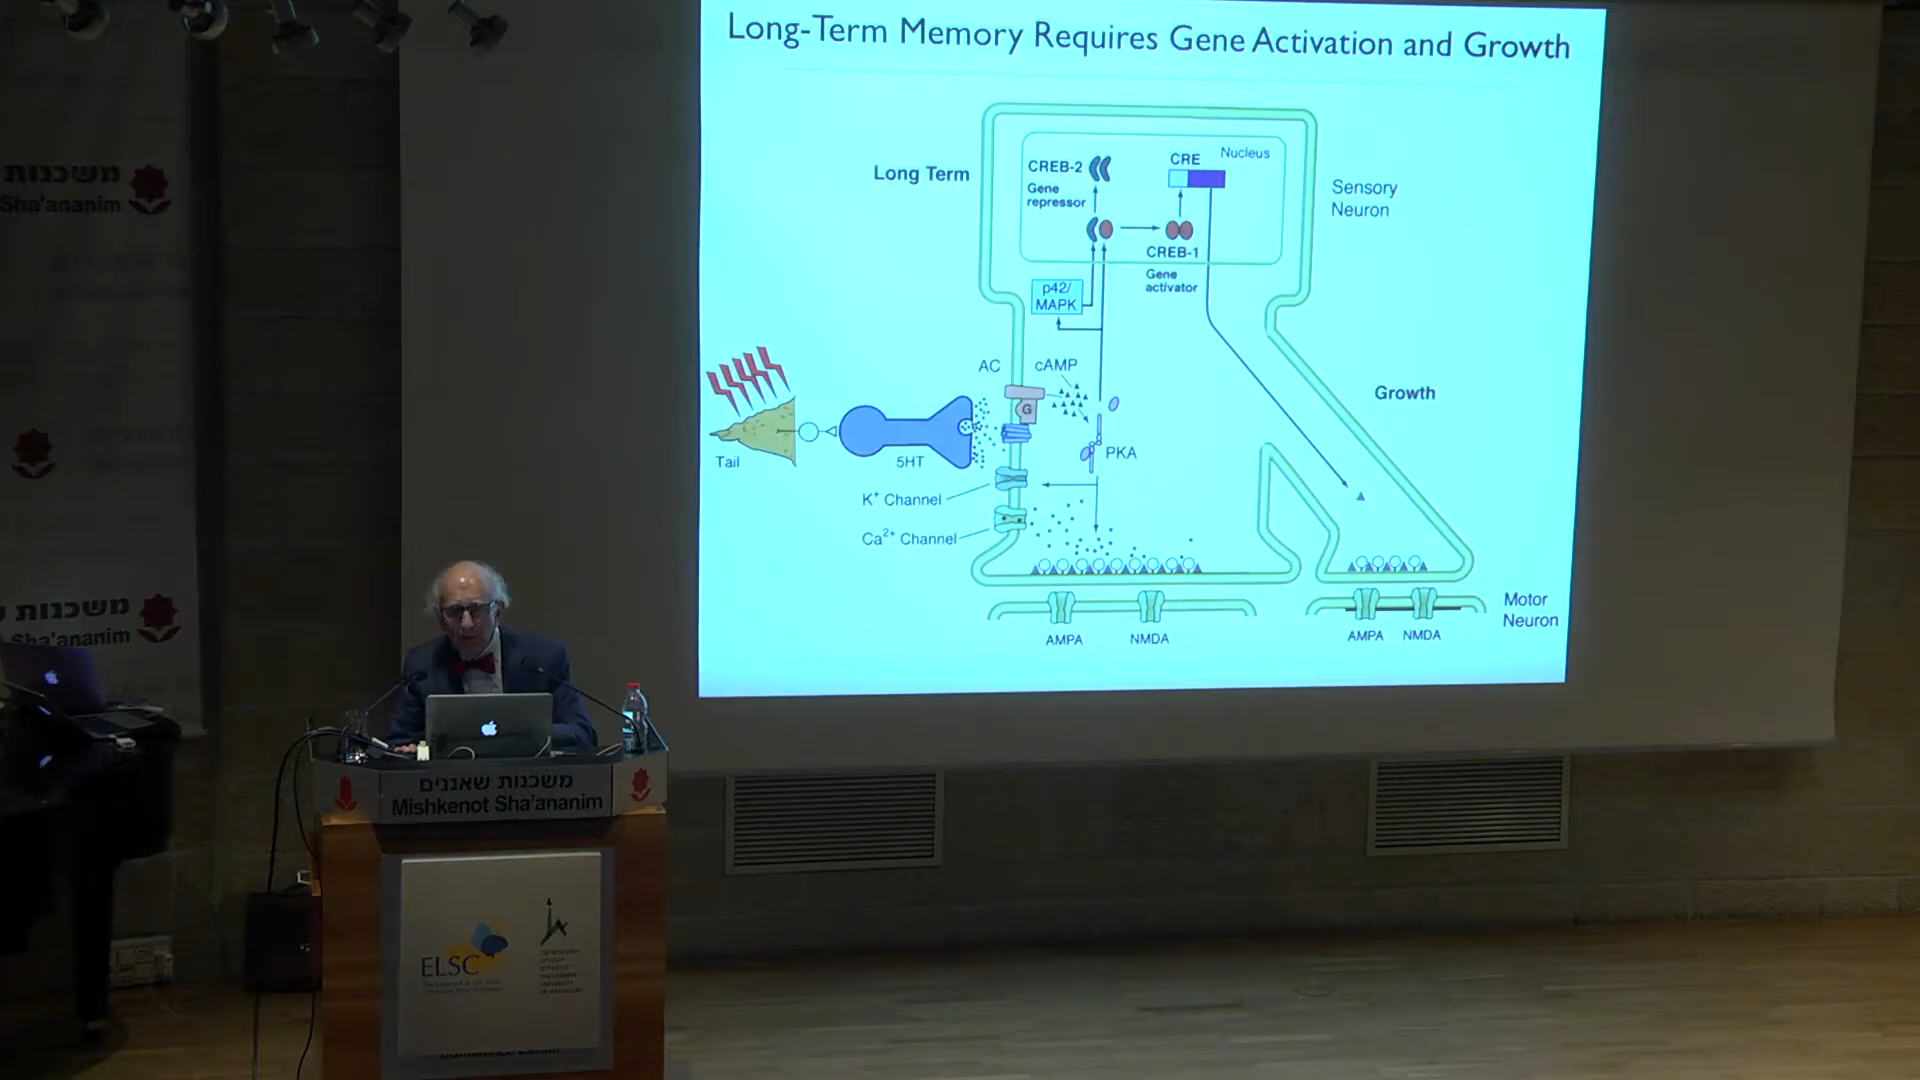 Long-Term Memory Requires Gene Activation and Growth
Long Term
CREB-2
Gene
repressor
CRE
Nucleus
CREB-1
Gene
activator
Sensory
Neuron
p42/
MAPK
AC
cAMP
G
Growth
Tail
5HT
PKA
K⁺ Channel
Ca²⁺ Channel
AMPA
NMDA
AMPA
NMDA
Motor
Neuron
משכנות
Sha'ananim
משכנות
Sha'ananim
משכנות שאננים
Mishkenot Sha'ananim
ELSC